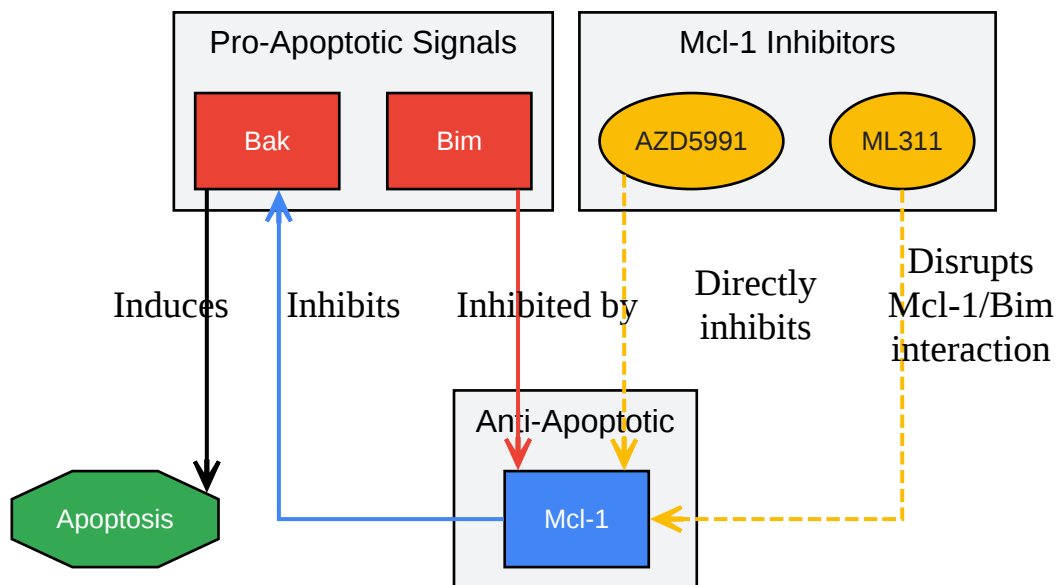 Pro-Apoptotic Signals
Mcl-1 Inhibitors
Bak
Bim
AZD5991
ML311
Induces
Inhibits
Inhibited by
Directly
inhibits
Disrupts
Mcl-1/Bim
interaction
Anti-Apoptotic
Apoptosis
Mcl-1